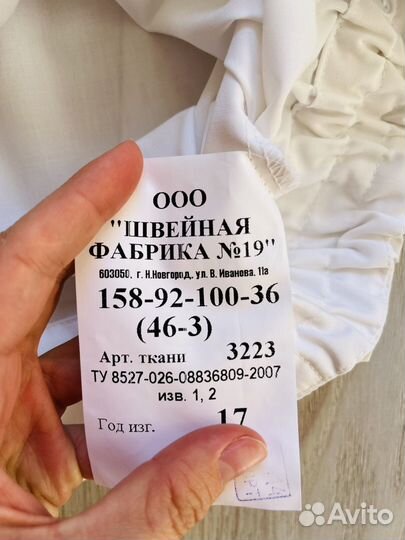 ООО
"ШВЕЙНАЯ
ФАБРИКА №19"
603050, г. Н.Новгород, ул. В. Иванова, 11а
158-92-100-36
(46-3)
Арт. ткани 3223
ТУ 8527-026-08836809-2007
изв. 1, 2
Год изг. 17
Avito